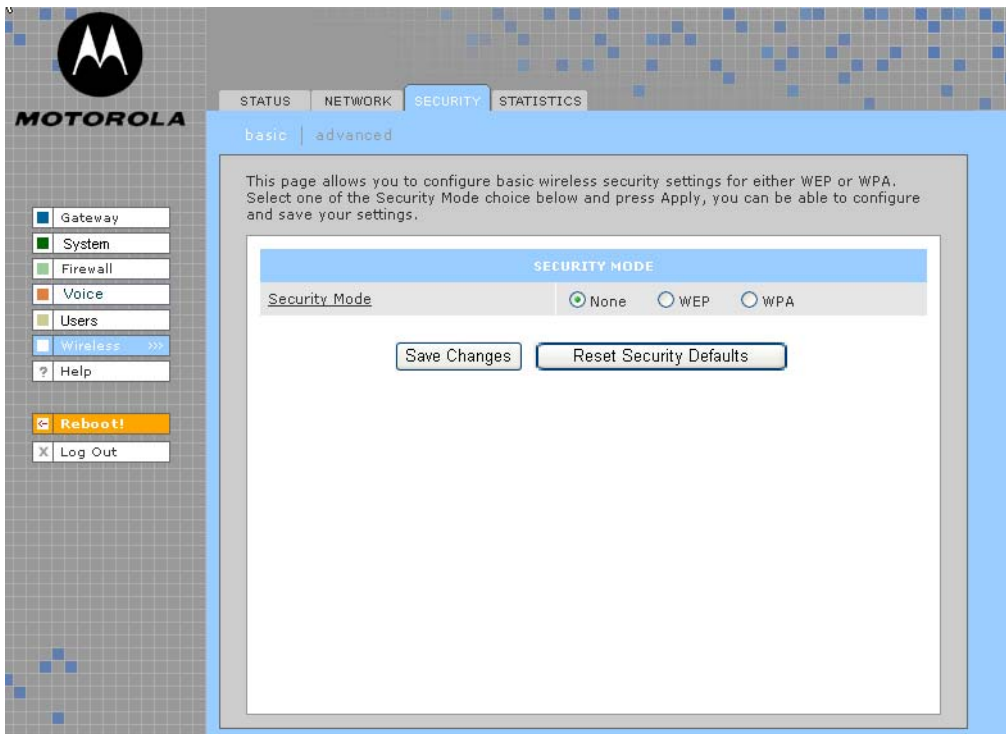 MOTOROLA
STATUS NETWORK SECURITY STATISTICS
basic | advanced
This page allows you to configure basic wireless security settings for either WEP or WPA.
Select one of the Security Mode choice below and press Apply, you can be able to configure
and save your settings.
Gateway
System
Firewall
Voice
Users
Wireless >>>
? Help
Reboot!
X Log Out
SECURITY MODE
Security Mode None WEP WPA
Save Changes Reset Security Defaults